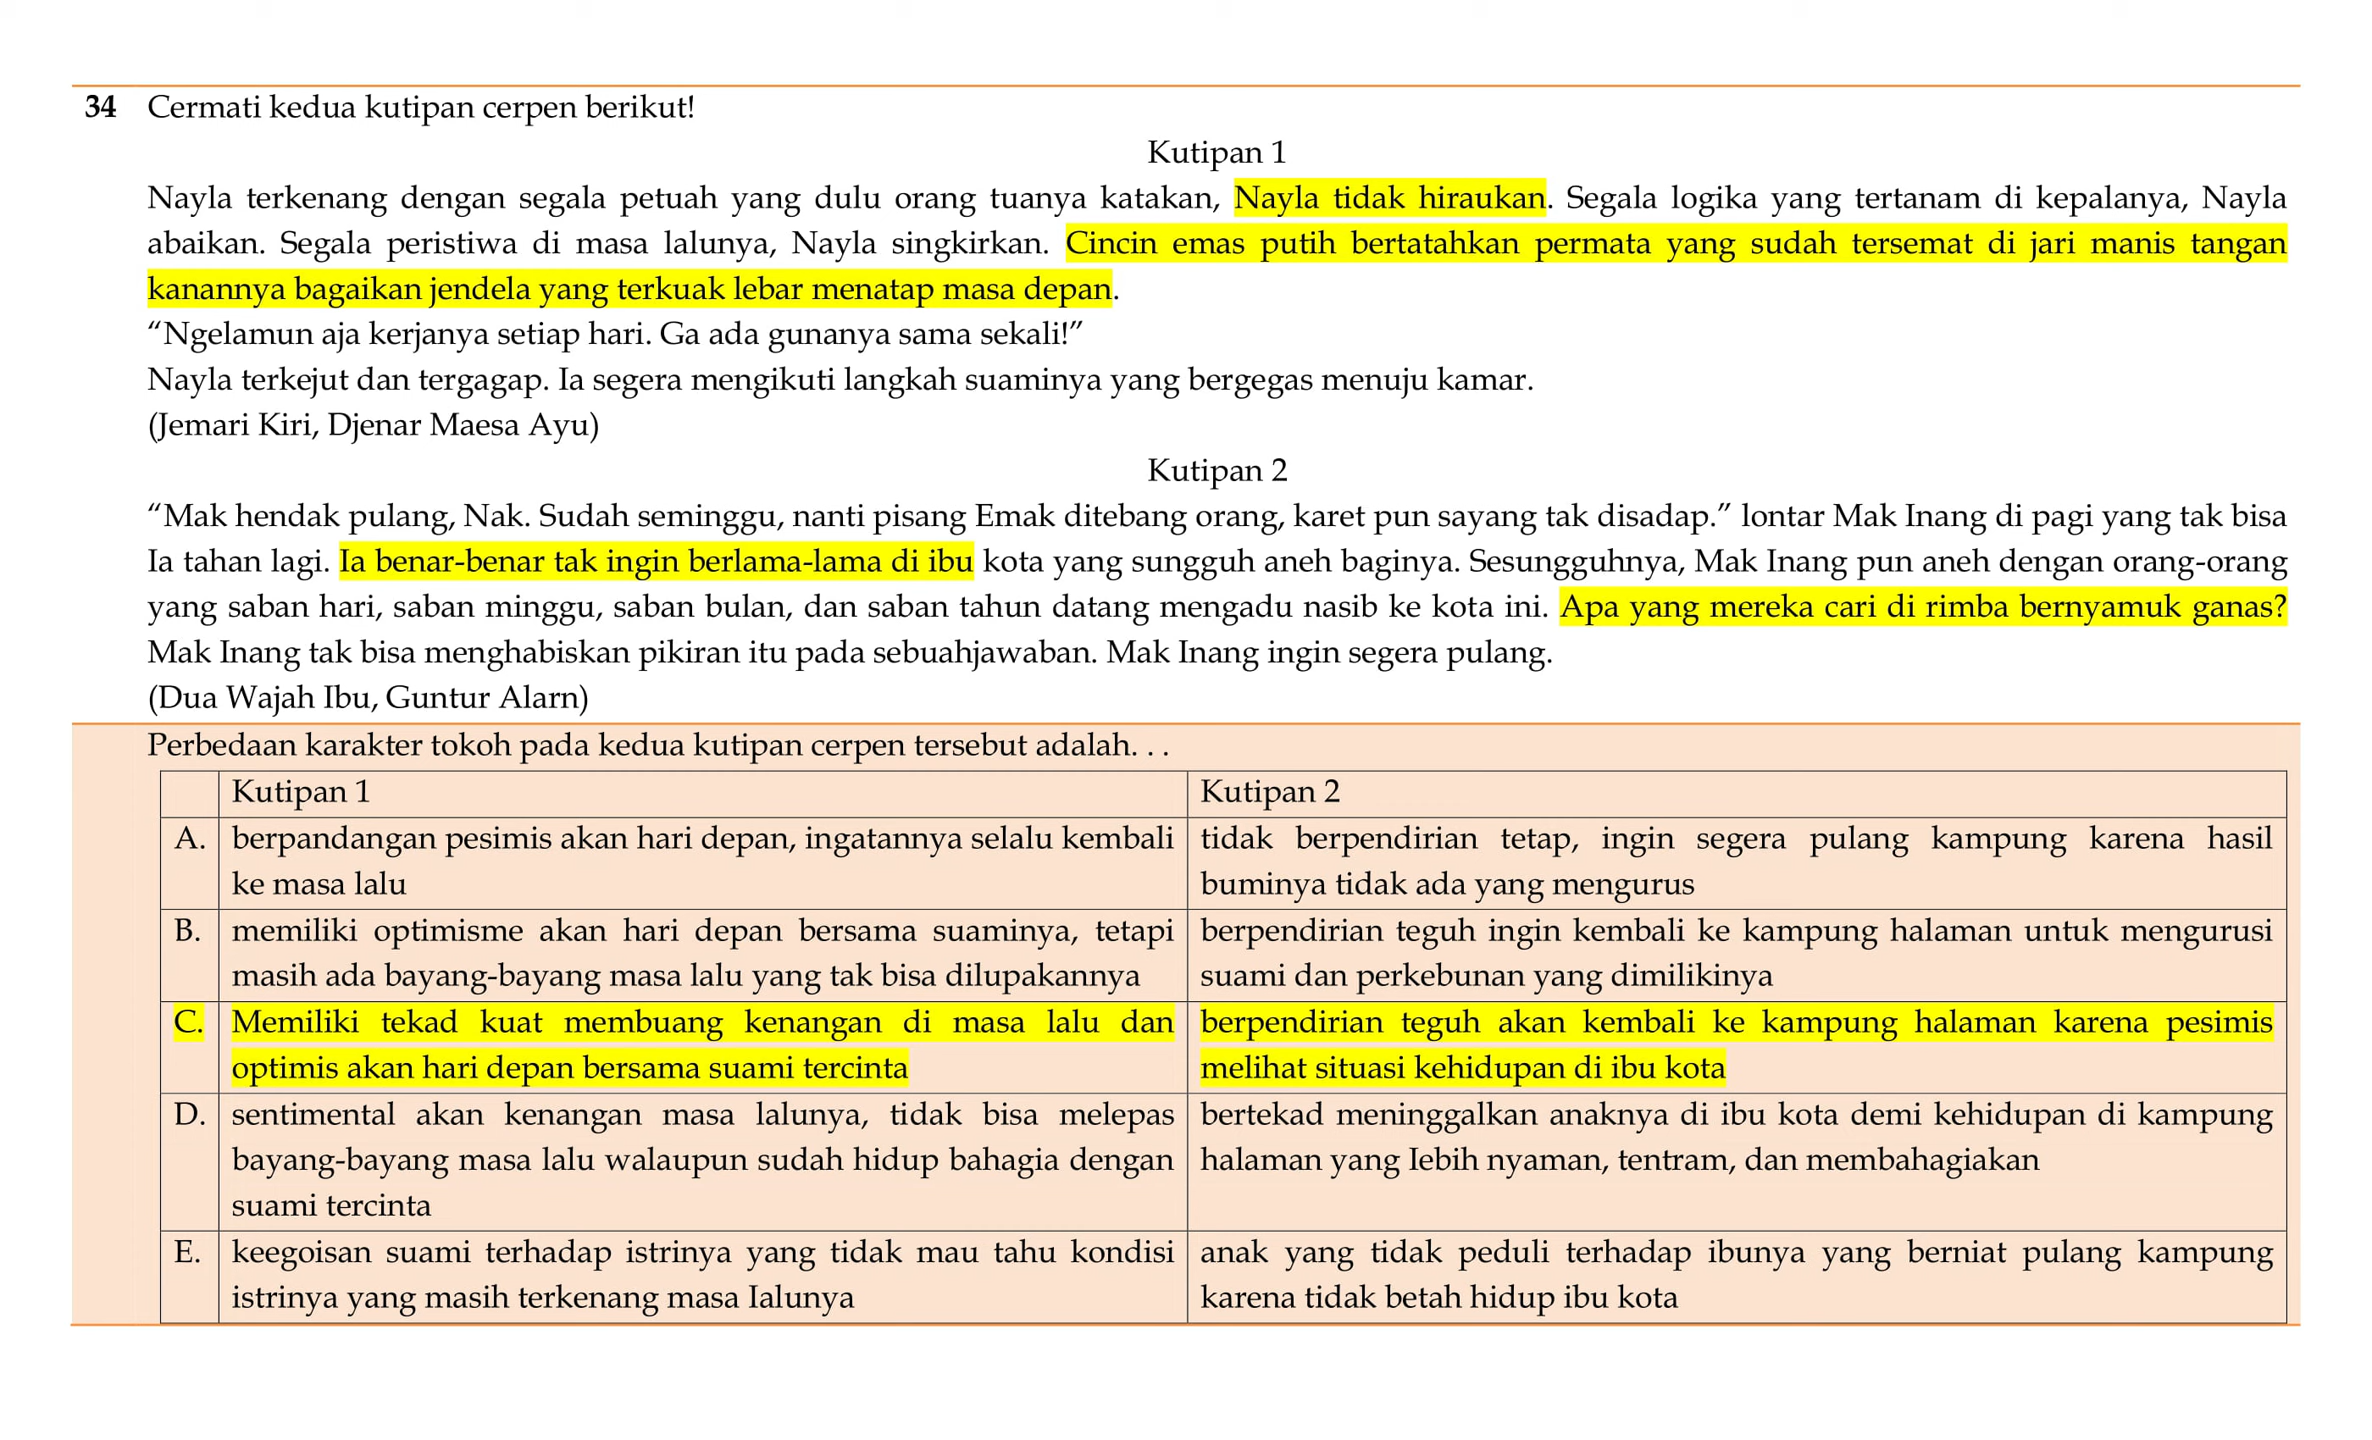 34 Cermati kedua kutipan cerpen berikut!
Kutipan 1
Nayla terkenang dengan segala petuah yang dulu orang tuanya katakan, Nayla tidak hiraukan. Segala logika yang tertanam di kepalanya, Nayla
abaikan. Segala peristiwa di masa lalunya, Nayla singkirkan. Cincin emas putih bertatahkan permata yang sudah tersemat di jari manis tangan
kanannya bagaikan jendela yang terkuak lebar menatap masa depan.
“Ngelamun aja kerjanya setiap hari. Ga ada gunanya sama sekali!”
Nayla terkejut dan tergagap. Ia segera mengikuti langkah suaminya yang bergegas menuju kamar.
(Jemari Kiri, Djenar Maesa Ayu)
Kutipan 2
“Mak hendak pulang, Nak. Sudah seminggu, nanti pisang Emak ditebang orang, karet pun sayang tak disadap.” lontar Mak Inang di pagi yang tak bisa
Ia tahan lagi. Ia benar-benar tak ingin berlama-lama di ibu kota yang sungguh aneh baginya. Sesungguhnya, Mak Inang pun aneh dengan orang-orang
yang saban hari, saban minggu, saban bulan, dan saban tahun datang mengadu nasib ke kota ini. Apa yang mereka cari di rimba bernyamuk ganas?
Mak Inang tak bisa menghabiskan pikiran itu pada sebuahjawaban. Mak Inang ingin segera pulang.
(Dua Wajah Ibu, Guntur Alarn)
Perbedaan karakter tokoh pada kedua kutipan cerpen tersebut adalah. . .
Kutipan 1 Kutipan 2
A. berpandangan pesimis akan hari depan, ingatannya selalu kembali tidak berpendirian tetap, ingin segera pulang kampung karena hasil
ke masa lalu buminya tidak ada yang mengurus
B. memiliki optimisme akan hari depan bersama suaminya, tetapi berpendirian teguh ingin kembali ke kampung halaman untuk mengurusi
masih ada bayang-bayang masa lalu yang tak bisa dilupakannya suami dan perkebunan yang dimilikinya
C. Memiliki tekad kuat membuang kenangan di masa lalu dan berpendirian teguh akan kembali ke kampung halaman karena pesimis
optimis akan hari depan bersama suami tercinta melihat situasi kehidupan di ibu kota
D. sentimental akan kenangan masa lalunya, tidak bisa melepas bertekad meninggalkan anaknya di ibu kota demi kehidupan di kampung
bayang-bayang masa lalu walaupun sudah hidup bahagia dengan halaman yang Iebih nyaman, tentram, dan membahagiakan
suami tercinta
E. keegoisan suami terhadap istrinya yang tidak mau tahu kondisi anak yang tidak peduli terhadap ibunya yang berniat pulang kampung
istrinya yang masih terkenang masa Ialunya karena tidak betah hidup ibu kota